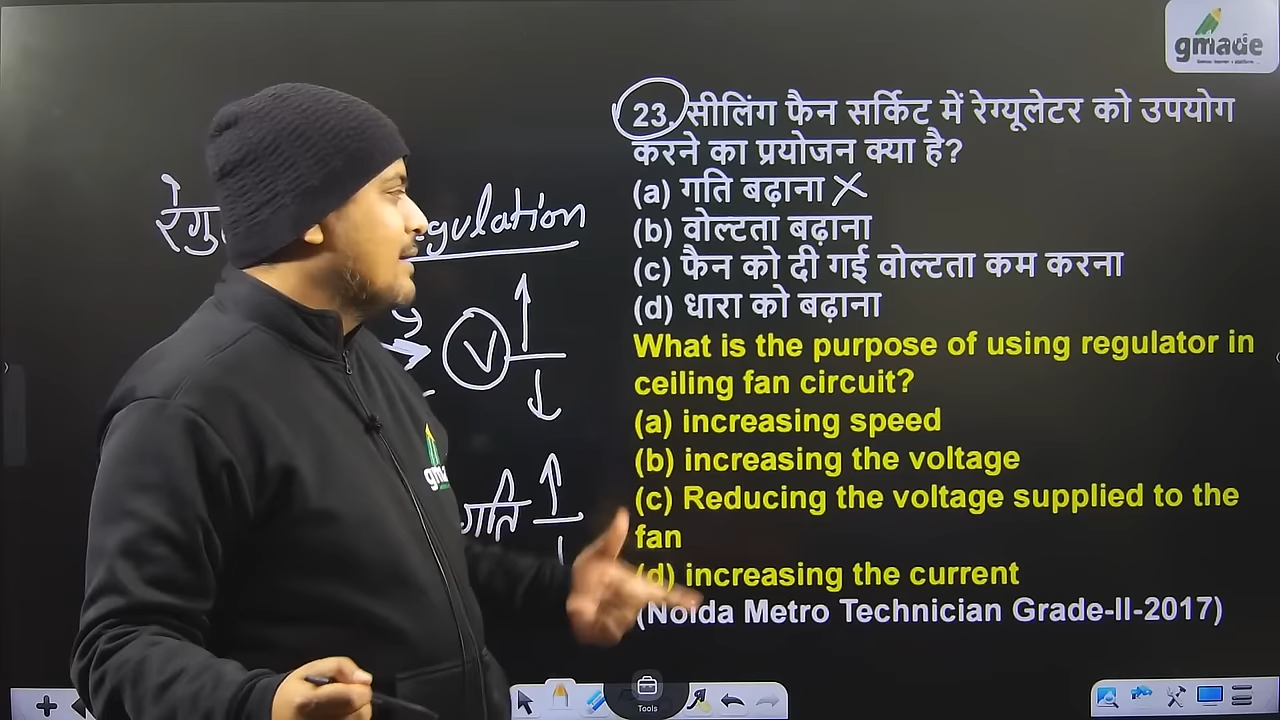 gmade
23. सीलिंग फैन सर्किट में रेग्यूलेटर को उपयोग
करने का प्रयोजन क्या है?
(a) गति बढ़ाना X
(b) वोल्टता बढ़ाना
(c) फैन को दी गई वोल्टता कम करना
(d) धारा को बढ़ाना
What is the purpose of using regulator in
ceiling fan circuit?
(a) increasing speed
(b) increasing the voltage
(c) Reducing the voltage supplied to the
fan
(d) increasing the current
(Noida Metro Technician Grade-II-2017)
V
गति
Tools